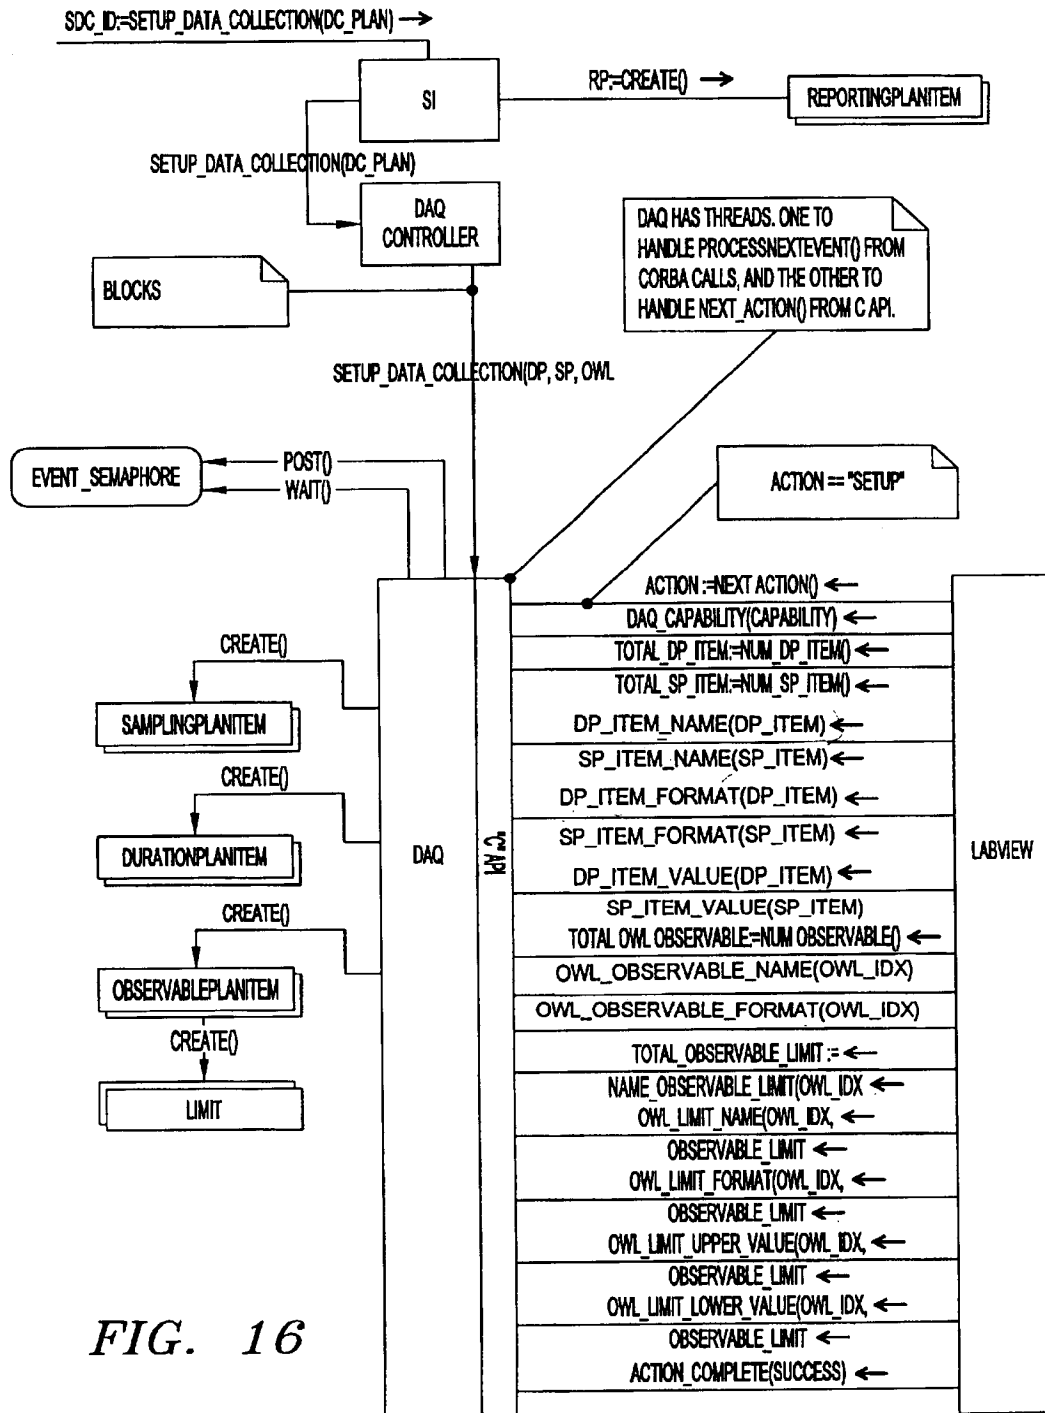 SDC_ID:=SETUP_DATA_COLLECTION(DC_PLAN)
SI
RP:=CREATE()
REPORTINGPLANITEM
SETUP_DATA_COLLECTION(DC_PLAN)
DAQ
CONTROLLER
DAQ HAS THREADS. ONE TO
HANDLE PROCESSNEXTEVENT() FROM
CORBA CALLS, AND THE OTHER TO
HANDLE NEXT_ACTION() FROM C API.
BLOCKS
SETUP_DATA_COLLECTION(DP, SP, OWL
EVENT_SEMAPHORE
POST()
WAIT()
ACTION == "SETUP"
CREATE()
SAMPLINGPLANITEM
CREATE()
DURATIONPLANITEM
CREATE()
OBSERVABLEPLANITEM
CREATE()
LIMIT
DAQ
"C" API
ACTION :=NEXT ACTION()
DAQ_CAPABILITY(CAPABILITY)
TOTAL_DP_ITEM:=NUM_DP_ITEM()
TOTAL_SP_ITEM:=NUM_SP_ITEM()
DP_ITEM_NAME(DP_ITEM)
SP_ITEM_NAME(SP_ITEM)
DP_ITEM_FORMAT(DP_ITEM)
SP_ITEM_FORMAT(SP_ITEM)
DP_ITEM_VALUE(DP_ITEM)
SP_ITEM_VALUE(SP_ITEM)
TOTAL OWL OBSERVABLE:=NUM OBSERVABLE()
OWL_OBSERVABLE_NAME(OWL_IDX)
OWL_OBSERVABLE_FORMAT(OWL_IDX)
TOTAL_OBSERVABLE_LIMIT :=
NAME_OBSERVABLE_LIMIT(OWL_IDX
OWL_LIMIT_NAME(OWL_IDX,
OBSERVABLE_LIMIT
OWL_LIMIT_FORMAT(OWL_IDX,
OBSERVABLE_LIMIT
OWL_LIMIT_UPPER_VALUE(OWL_IDX,
OBSERVABLE_LIMIT
OWL_LIMIT_LOWER_VALUE(OWL_IDX,
OBSERVABLE_LIMIT
ACTION_COMPLETE(SUCCESS)
LABVIEW
FIG. 16